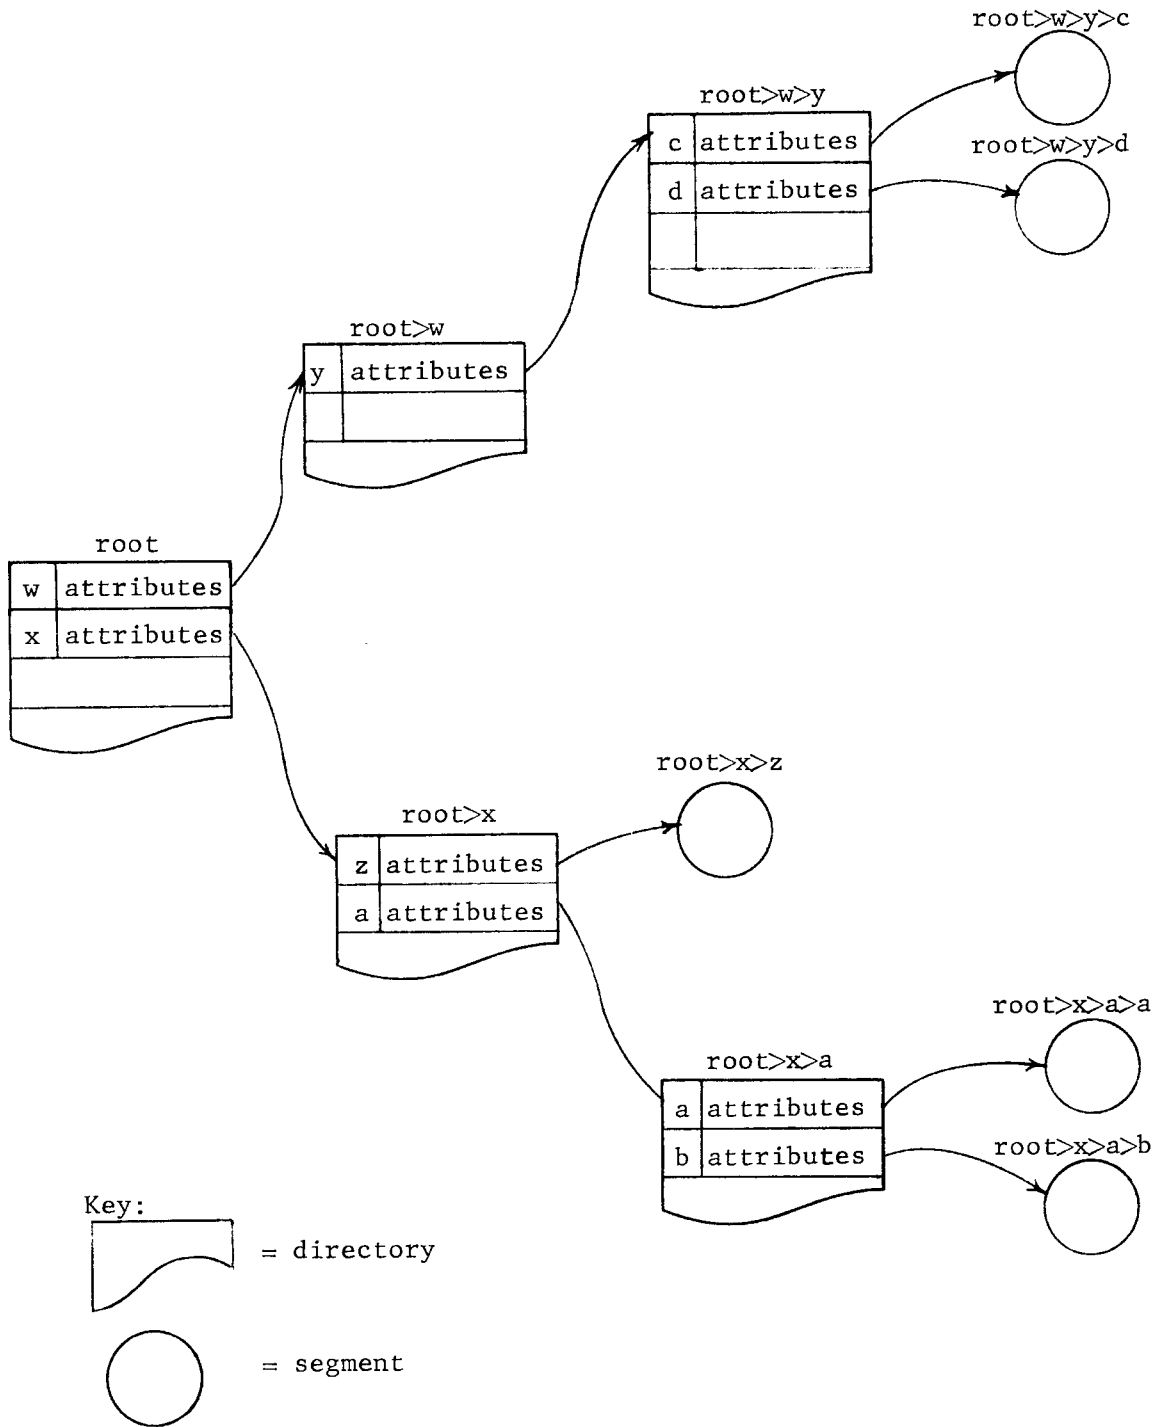 root>w>y>c
root>w>y
c attributes
root>w>y>d
d attributes
root>w
y attributes
root
w attributes
x attributes
root>x>z
root>x
z attributes
a attributes
root>x>a>a
root>x>a
a attributes
b attributes
root>x>a>b
Key:
= directory
= segment